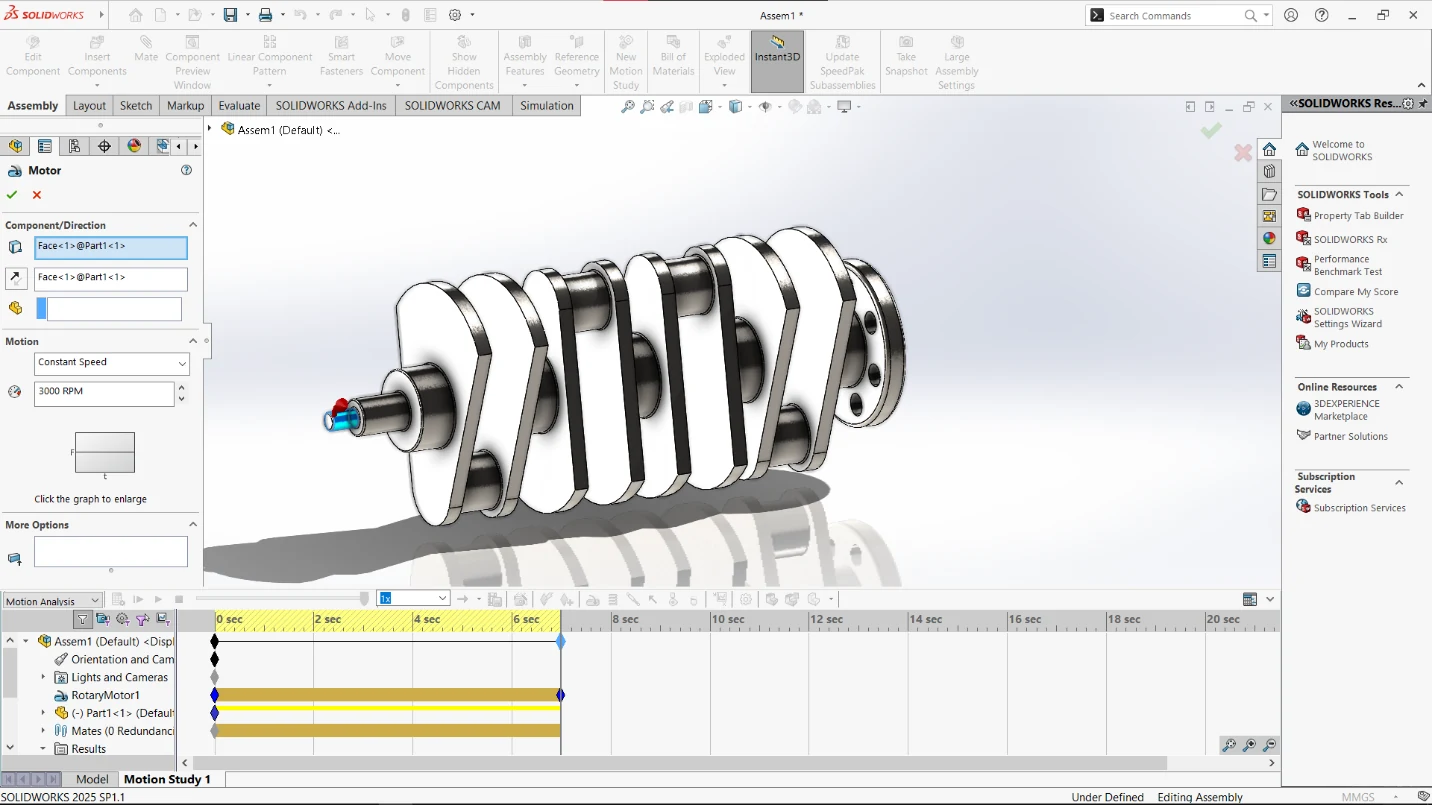 SOLIDWORKS
Assem1 *
Search Commands
Edit Component
Insert Components
Mate
Component Preview Window
Linear Component Pattern
Smart Fasteners
Move Component
Show Hidden Components
Assembly Features
Reference Geometry
New Motion Study
Bill of Materials
Exploded View
Instant3D
Update SpeedPak Subassemblies
Take Snapshot
Large Assembly Settings
Assembly
Layout
Sketch
Markup
Evaluate
SOLIDWORKS Add-Ins
SOLIDWORKS CAM
Simulation
SOLIDWORKS Res...
Assem1 (Default) <...
Motor
Component/Direction
Face<1>@Part1<1>
Face<1>@Part1<1>
Motion
Constant Speed
3000 RPM
F
t
Click the graph to enlarge
More Options
Welcome to
SOLIDWORKS
SOLIDWORKS Tools
Property Tab Builder
SOLIDWORKS Rx
Performance
Benchmark Test
Compare My Score
SOLIDWORKS
Settings Wizard
My Products
Online Resources
3DEXPERIENCE
Marketplace
Partner Solutions
Subscription
Services
Subscription Services
Motion Analysis
1x
0 sec
2 sec
4 sec
6 sec
8 sec
10 sec
12 sec
14 sec
16 sec
18 sec
20 sec
Assem1 (Default) <Displ
Orientation and Cam
Lights and Cameras
RotaryMotor1
(-) Part1<1> (Defaul
Mates (0 Redundanci
Results
Model
Motion Study 1
SOLIDWORKS 2025 SP1.1
Under Defined
Editing Assembly
MMGS